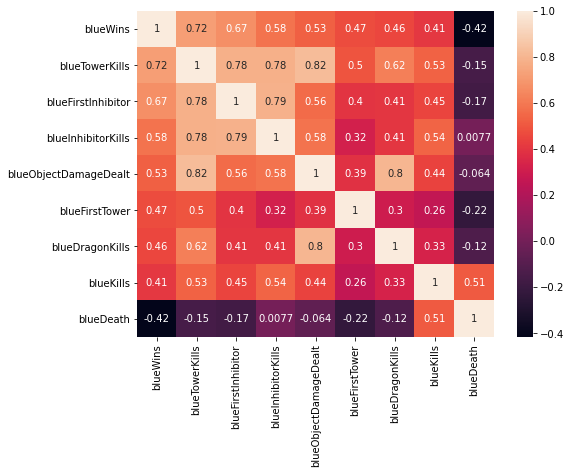 blueWins 1 0.72 0.67 0.58 0.53 0.47 0.46 0.41 -0.42
blueTowerKills 0.72 1 0.78 0.78 0.82 0.5 0.62 0.53 -0.15
blueFirstInhibitor 0.67 0.78 1 0.79 0.56 0.4 0.41 0.45 -0.17
blueInhibitorKills 0.58 0.78 0.79 1 0.58 0.32 0.41 0.54 0.0077
blueObjectDamageDealt 0.53 0.82 0.56 0.58 1 0.39 0.8 0.44 -0.064
blueFirstTower 0.47 0.5 0.4 0.32 0.39 1 0.3 0.26 -0.22
blueDragonKills 0.46 0.62 0.41 0.41 0.8 0.3 1 0.33 -0.12
blueKills 0.41 0.53 0.45 0.54 0.44 0.26 0.33 1 0.51
blueDeath -0.42 -0.15 -0.17 0.0077 -0.064 -0.22 -0.12 0.51 1
blueWins
blueTowerKills
blueFirstInhibitor
blueInhibitorKills
blueObjectDamageDealt
blueFirstTower
blueDragonKills
blueKills
blueDeath
1.0
0.8
0.6
0.4
0.2
0.0
−0.2
−0.4